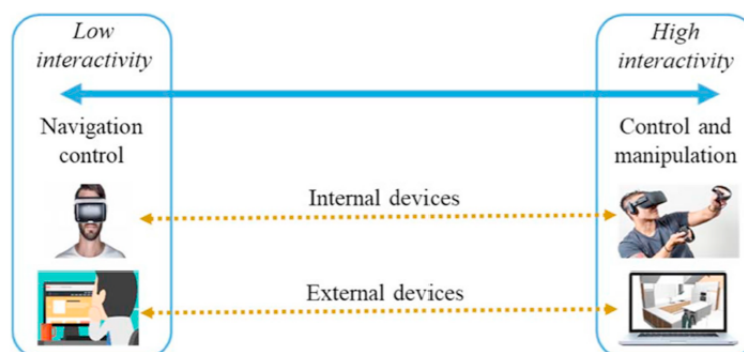 Low
interactivity
High
interactivity
Navigation
control
Control and
manipulation
Internal devices
External devices